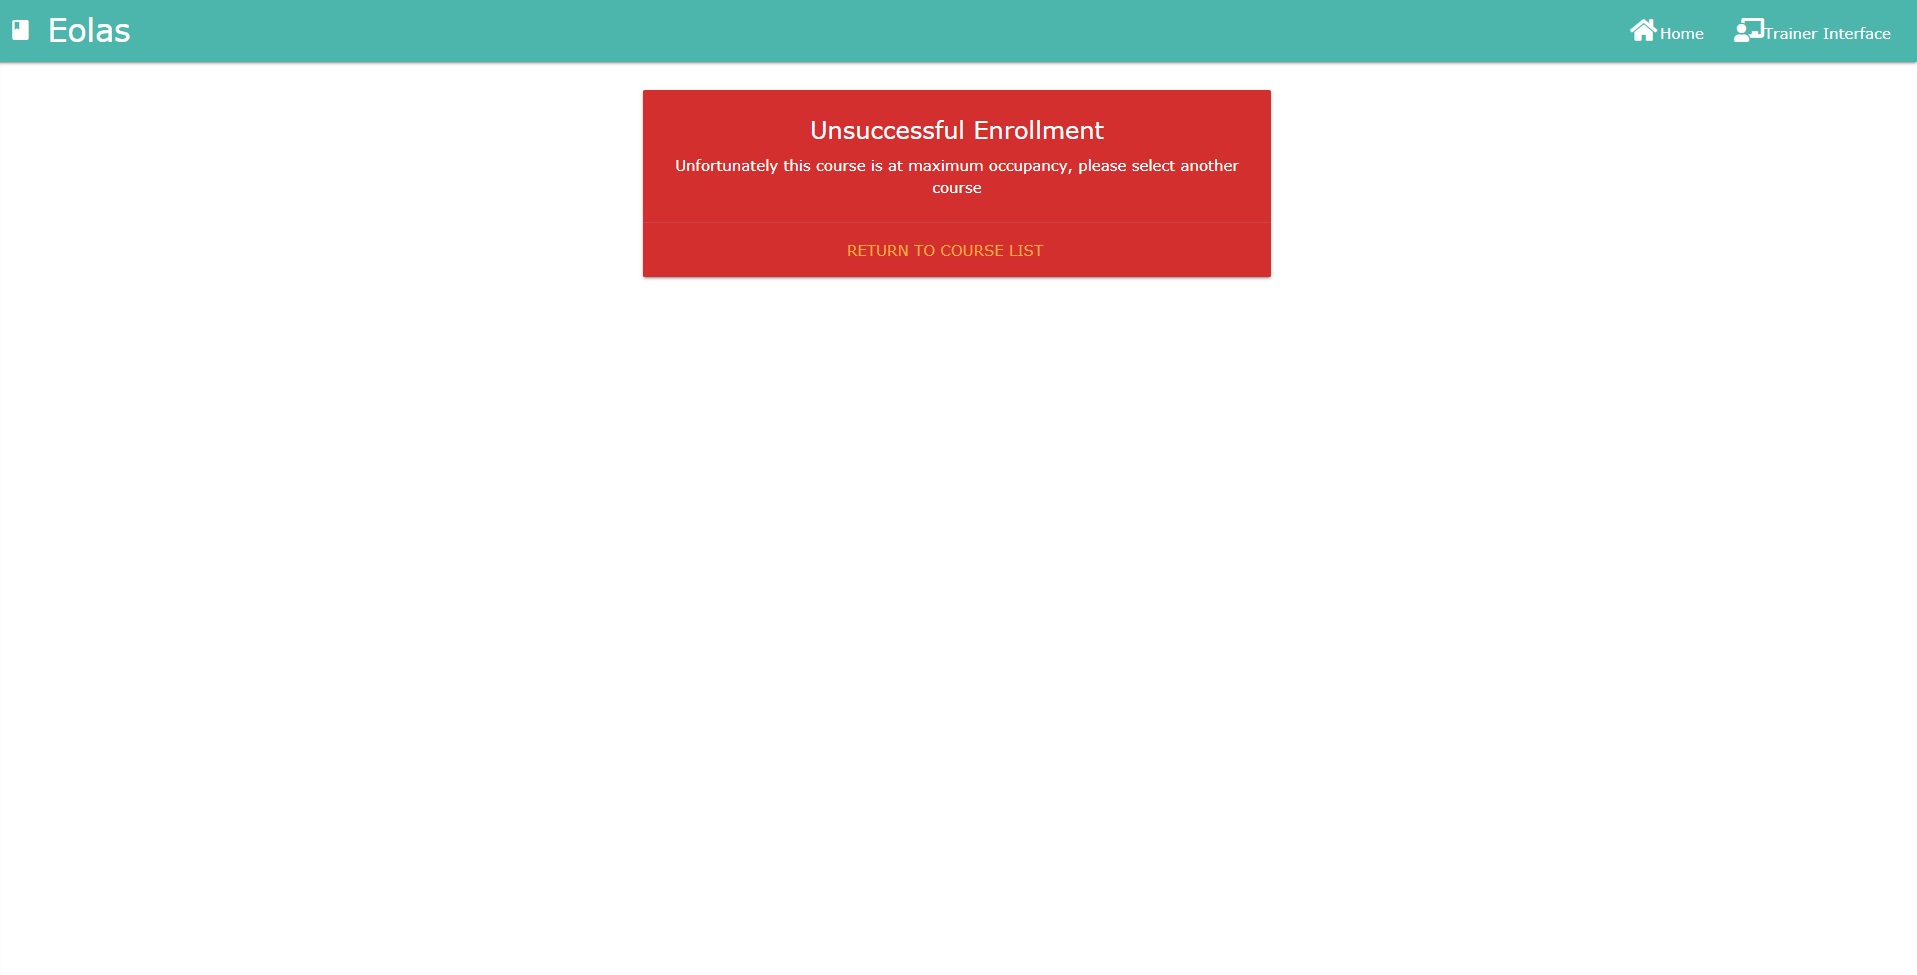 Eolas
Home
Trainer Interface
Unsuccessful Enrollment
Unfortunately this course is at maximum occupancy, please select another
course
RETURN TO COURSE LIST